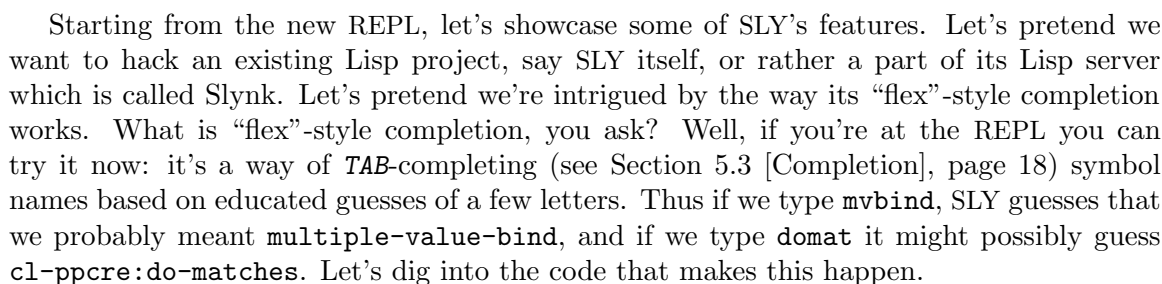 Starting from the new REPL, let’s showcase some of SLY’s features. Let’s pretend we
want to hack an existing Lisp project, say SLY itself, or rather a part of its Lisp server
which is called Slynk. Let’s pretend we’re intrigued by the way its “flex”-style completion
works. What is “flex”-style completion, you ask? Well, if you’re at the REPL you can
try it now: it’s a way of TAB-completing (see Section 5.3 [Completion], page 18) symbol
names based on educated guesses of a few letters. Thus if we type mvbind, SLY guesses that
we probably meant multiple-value-bind, and if we type domat it might possibly guess
cl-ppcre:do-matches. Let’s dig into the code that makes this happen.